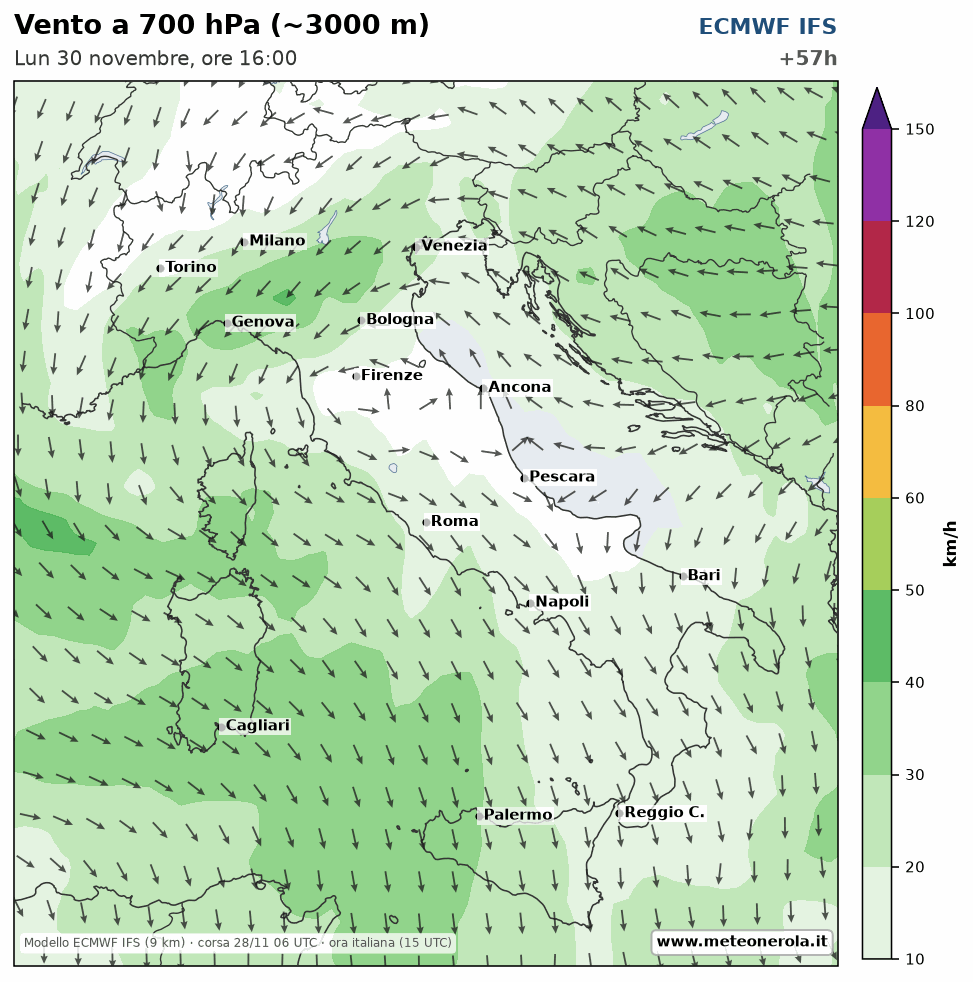 Vento a 700 hPa (~3000 m)
ECMWF IFS
Lun 30 novembre, ore 16:00
+57h
Milano
Venezia
Torino
Genova
Bologna
Firenze
Ancona
Pescara
Roma
Bari
Napoli
Cagliari
Palermo
Reggio C.
150
120
100
80
60
50
40
30
20
10
km/h
Modello ECMWF IFS (9 km) · corsa 28/11 06 UTC · ora italiana (15 UTC)
www.meteonerola.it